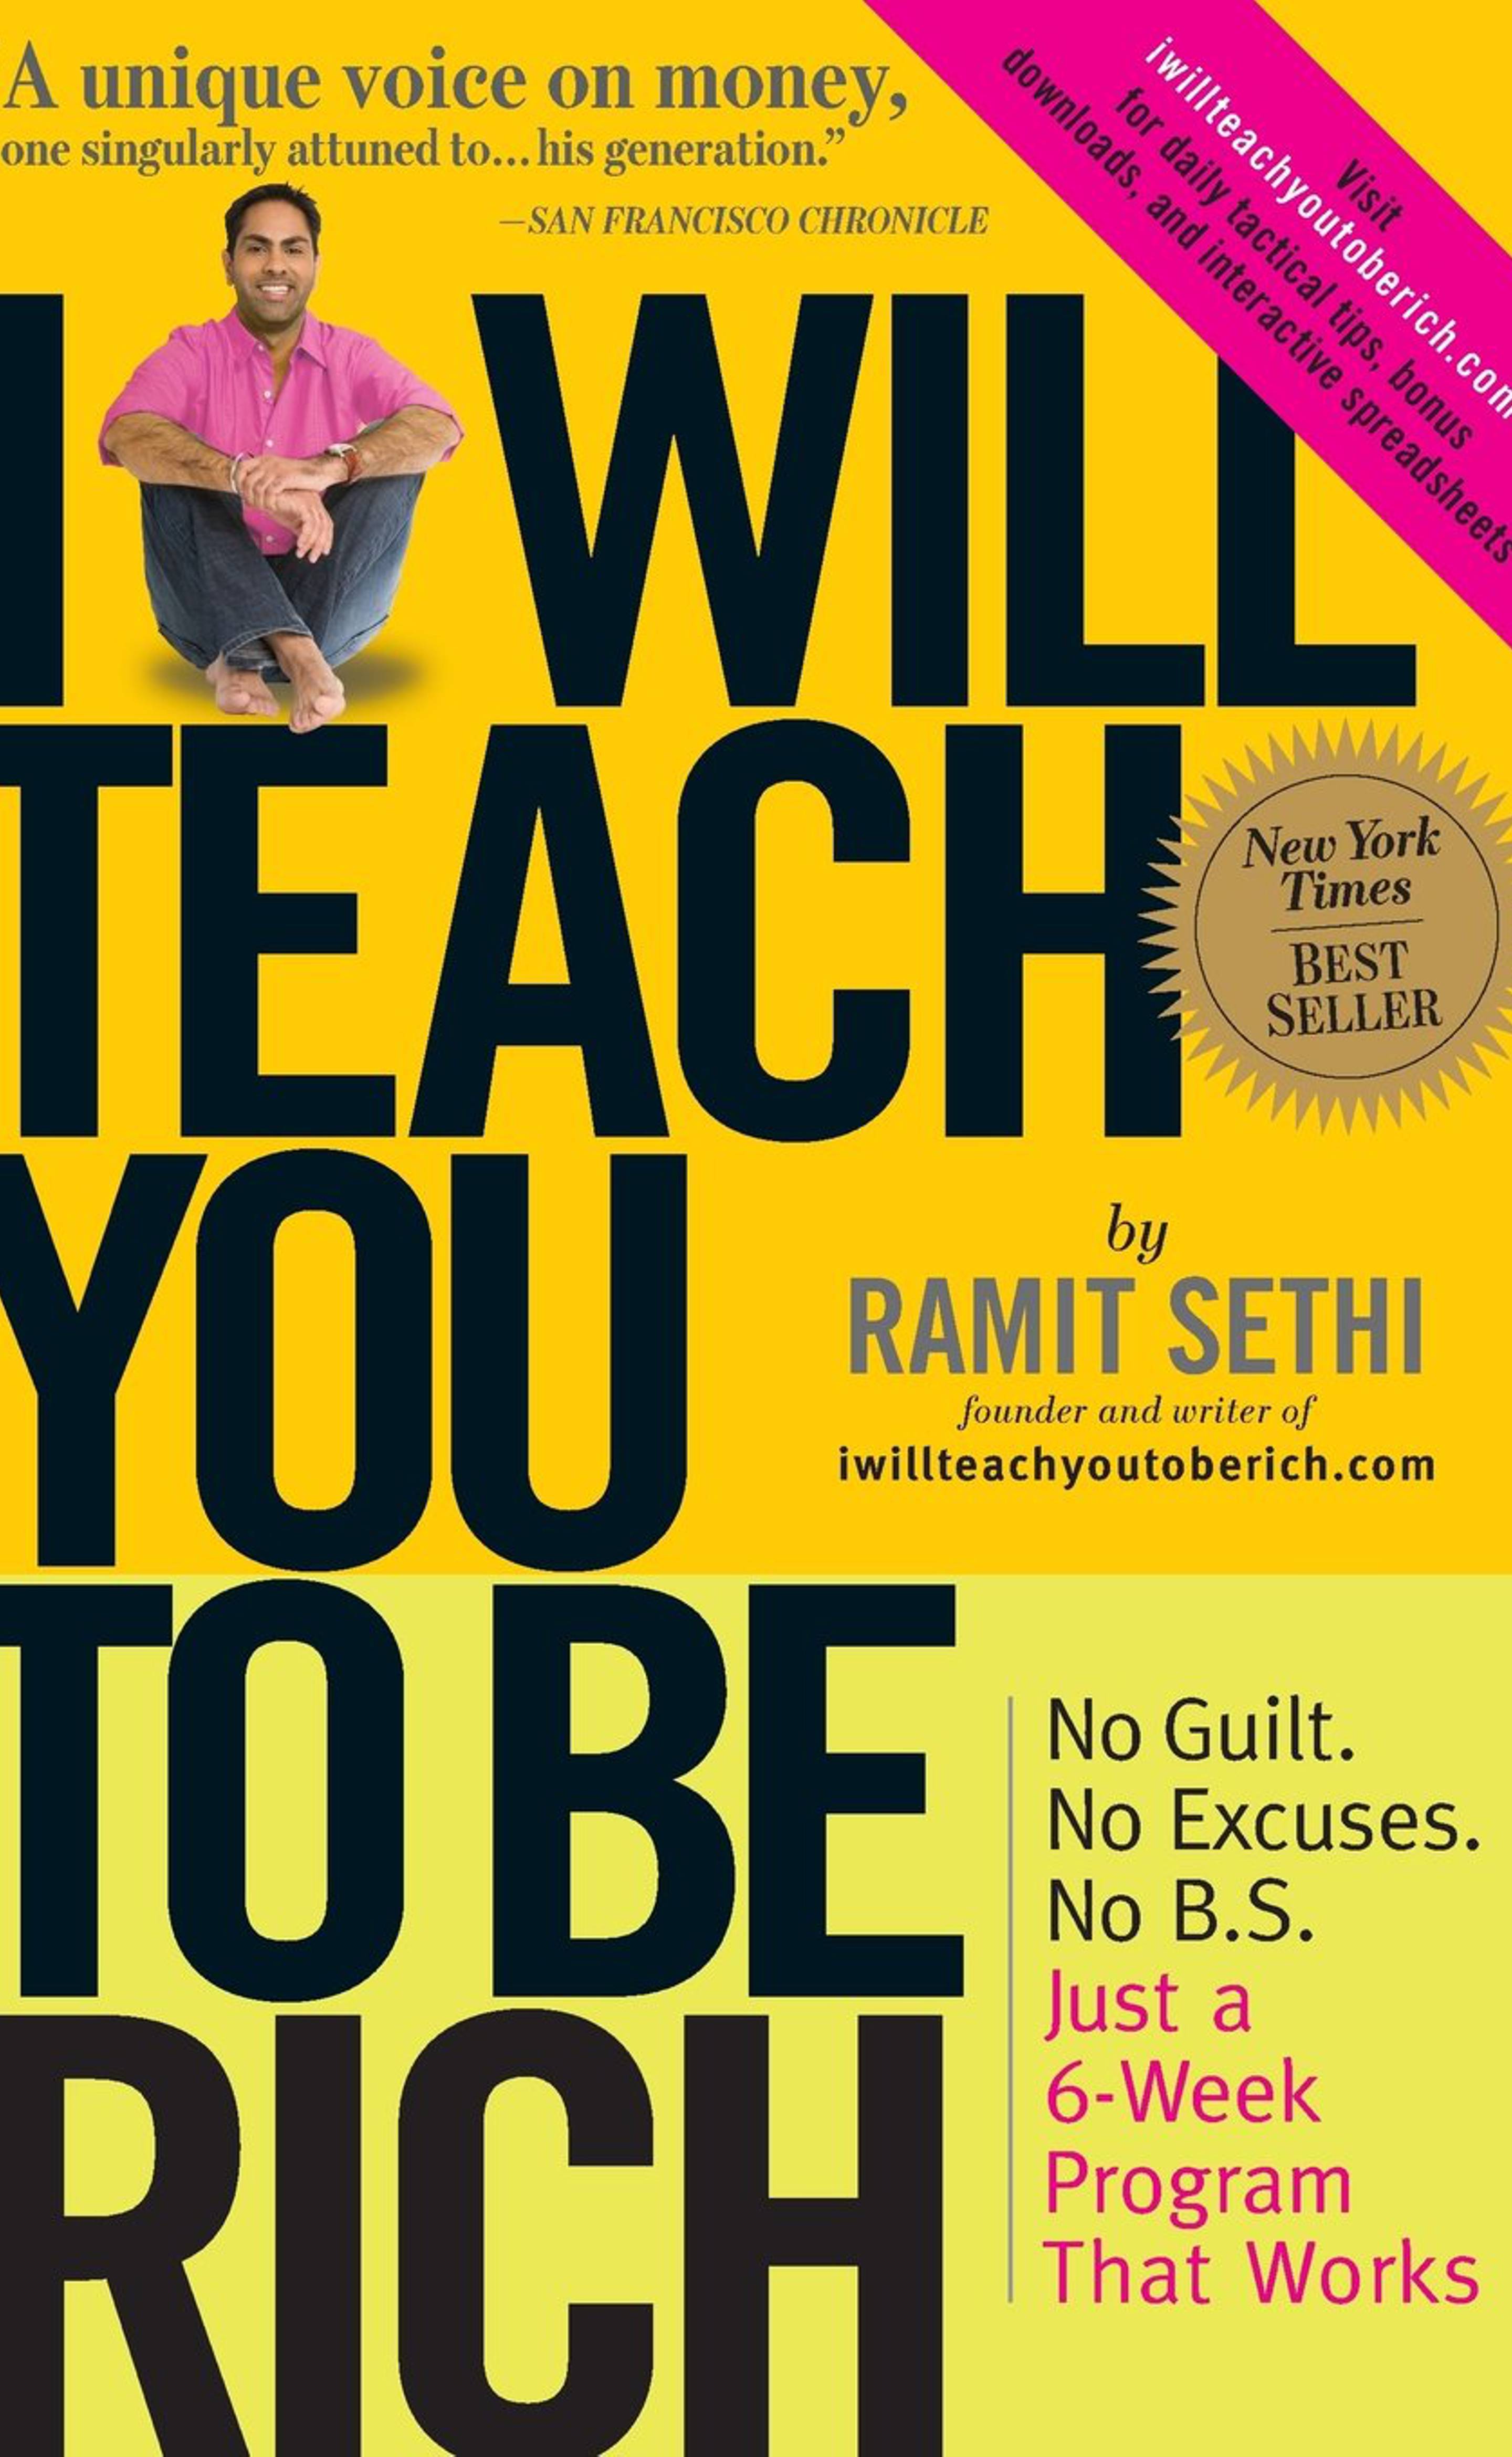 A unique voice on money,
one singularly attuned to... his generation.”
—SAN FRANCISCO CHRONICLE
Visit
iwillteachyoutoberich.com
for daily tactical tips, bonus
downloads, and interactive spreadsheets
I WILL
TEACH
YOU
TO BE
RICH
New York
Times
BEST
SELLER
by
RAMIT SETHI
founder and writer of
iwillteachyoutoberich.com
No Guilt.
No Excuses.
No B.S.
Just a
6-Week
Program
That Works